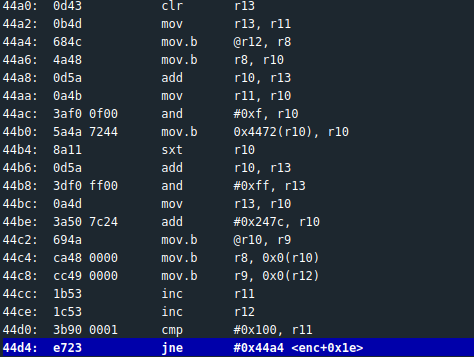 44a0:  0d43           clr      r13
44a2:  0b4d           mov      r13, r11
44a4:  684c           mov.b    @r12, r8
44a6:  4a48           mov.b    r8, r10
44a8:  0d5a           add      r10, r13
44aa:  0a4b           mov      r11, r10
44ac:  3af0 0f00      and      #0xf, r10
44b0:  5a4a 7244      mov.b    0x4472(r10), r10
44b4:  8a11           sxt      r10
44b6:  0d5a           add      r10, r13
44b8:  3df0 ff00      and      #0xff, r13
44bc:  0a4d           mov      r13, r10
44be:  3a50 7c24      add      #0x247c, r10
44c2:  694a           mov.b    @r10, r9
44c4:  ca48 0000      mov.b    r8, 0x0(r10)
44c8:  cc49 0000      mov.b    r9, 0x0(r12)
44cc:  1b53           inc      r11
44ce:  1c53           inc      r12
44d0:  3b90 0001      cmp      #0x100, r11
44d4:  e723           jne      #0x44a4 <enc+0x1e>